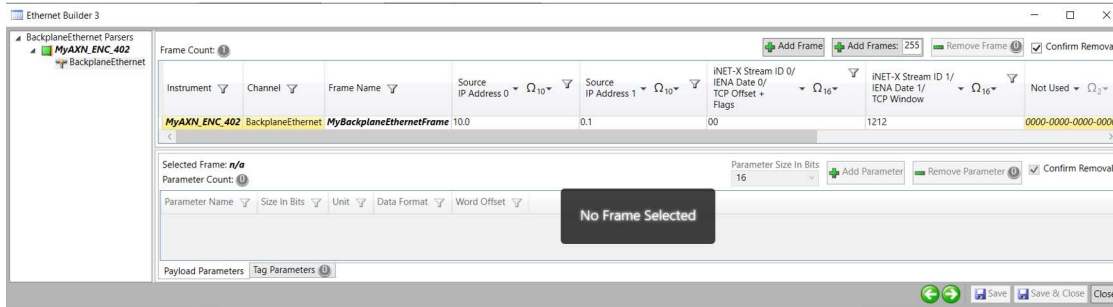 Ethernet Builder 3
BackplaneEthernet Parsers
MyAXN_ENC_402
BackplaneEthernet
Frame Count: 1
Add Frame
Add Frames: 255
Remove Frame 0
Confirm Remova
Instrument
Channel
Frame Name
Source
IP Address 0
Ω10
Source
IP Address 1
Ω10
iNET-X Stream ID 0/
IENA Date 0/
TCP Offset +
Flags
Ω16
iNET-X Stream ID 1/
IENA Date 1/
TCP Window
Ω16
Not Used
Ω2
MyAXN_ENC_402 BackplaneEthernet MyBackplaneEthernetFrame 10.0 0.1 00 1212 0000-0000-0000-0000
Selected Frame: n/a
Parameter Count: 0
Parameter Size In Bits
16
Add Parameter
Remove Parameter 0
Confirm Removal
Parameter Name
Size In Bits
Unit
Data Format
Word Offset
No Frame Selected
Payload Parameters
Tag Parameters 0
Save
Save & Close
Close